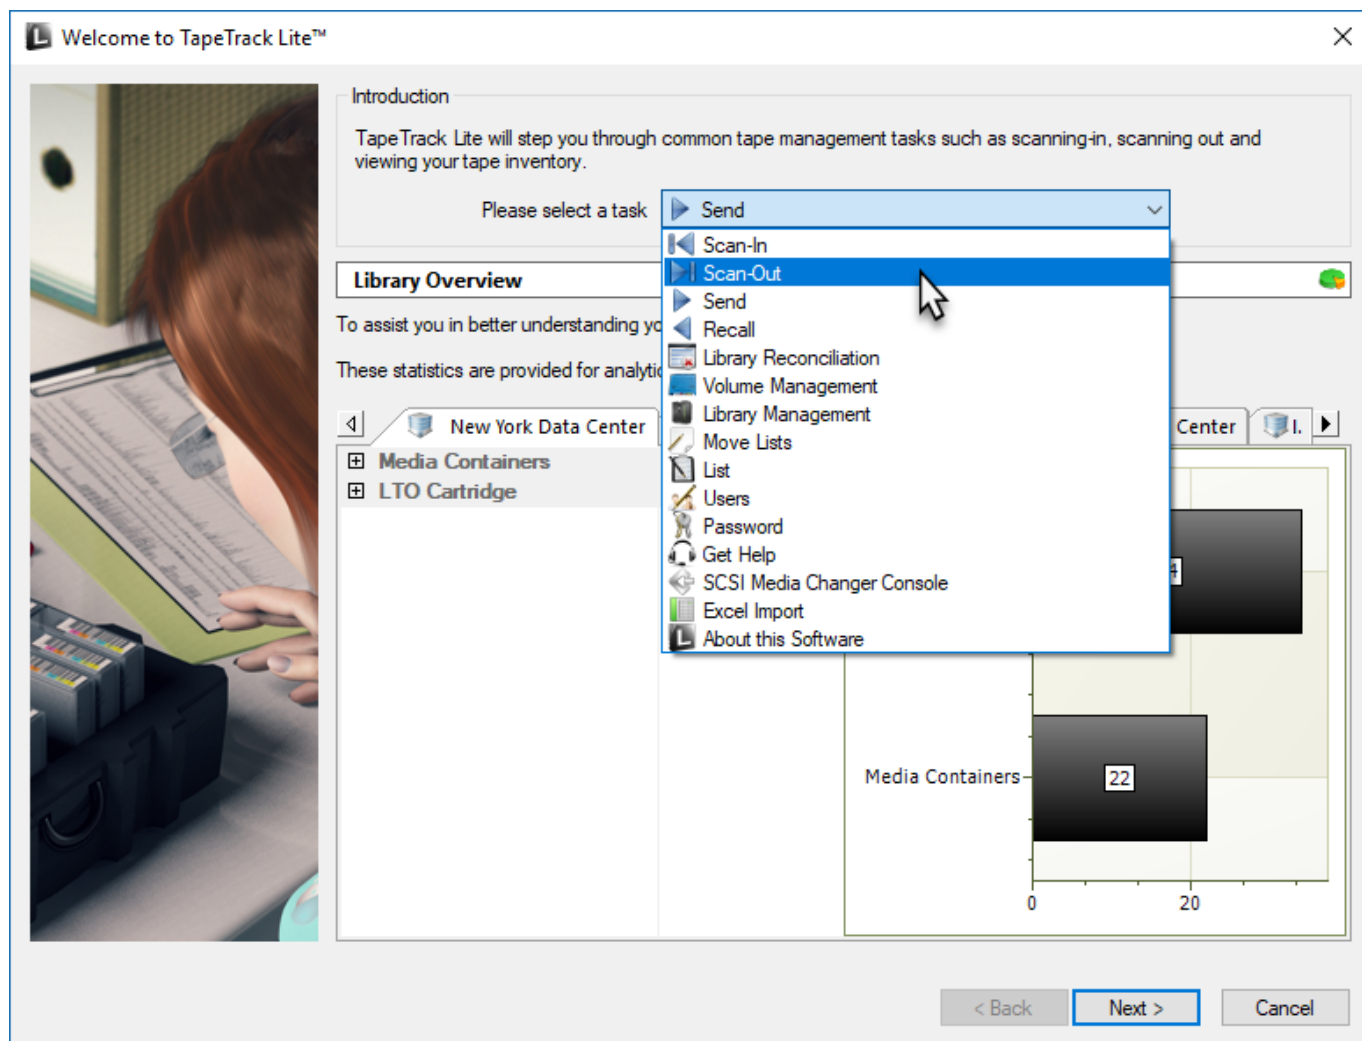 Welcome to TapeTrack Lite™
Introduction
TapeTrack Lite will step you through common tape management tasks such as scanning-in, scanning out and
viewing your tape inventory.
Please select a task
Send
Scan-In
Scan-Out
Send
Recall
Library Reconciliation
Volume Management
Library Management
Move Lists
List
Users
Password
Get Help
SCSI Media Changer Console
Excel Import
About this Software
Library Overview
To assist you in better understanding
These statistics are provided for
New York Data Center
Center
I.
Media Containers
LTO Cartridge
4
Media Containers
22
0
20
< Back
Next >
Cancel